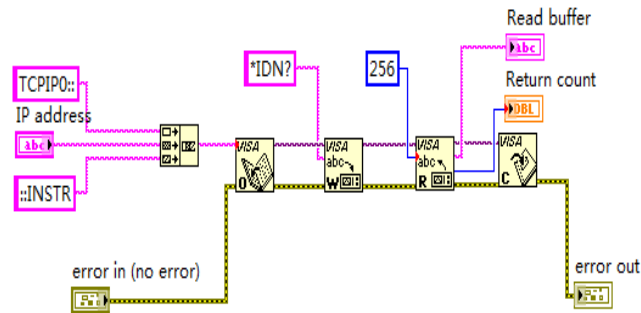 Read buffer
abc
TCPIP0::
*IDN?
256
Return count
DBL
IP address
abc
VISA
O
VISA
abc
W
VISA
abc
R
VISA
C
::INSTR
error in (no error)
error out